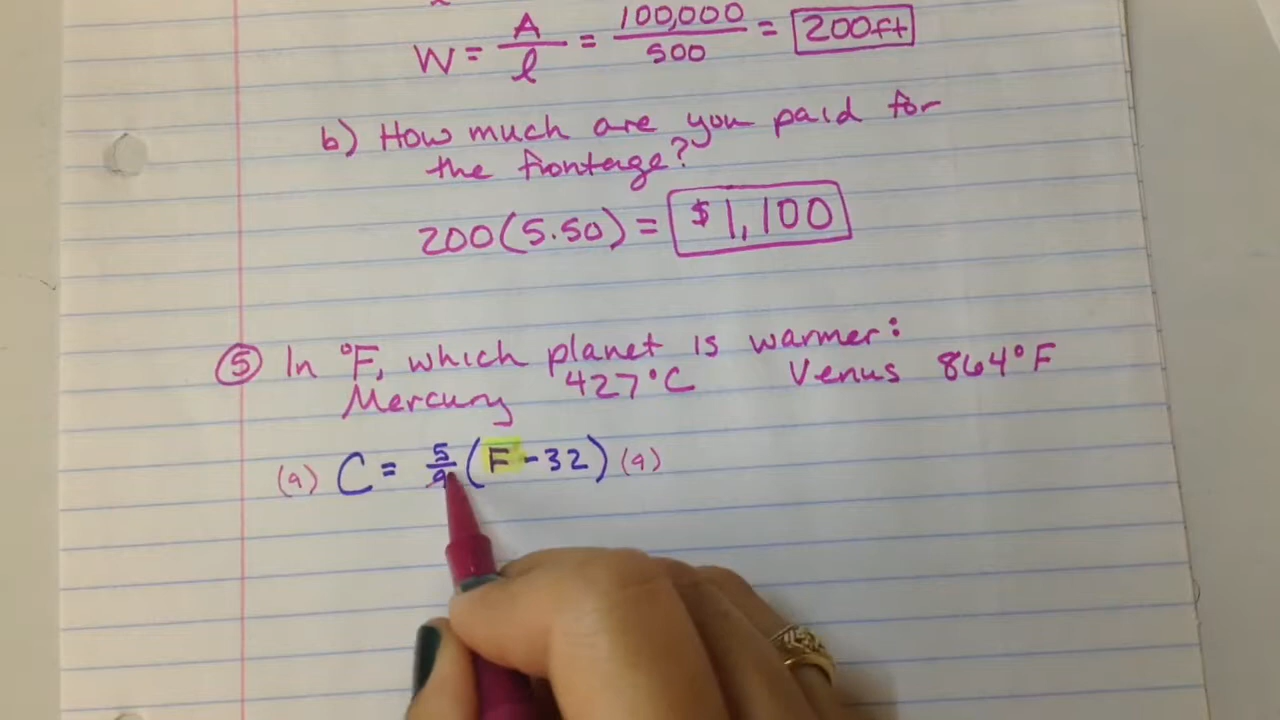 W = A/l = 100,000/500 = 200ft
b) How much are you paid for
the frontage?
200(5.50) = $1,100
⑤ In °F, which planet is warmer:
Mercury 427°C Venus 864°F
(9) C = 5/9 (F-32) (9)